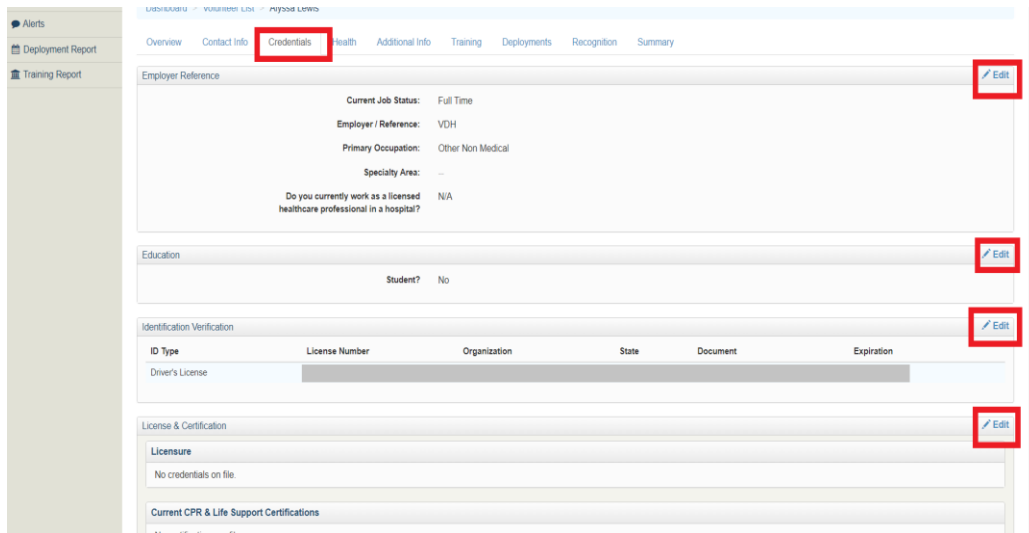 Dashboard > Volunteer List > Alyssa Lewis
Alerts
Deployment Report
Training Report
Overview Contact Info Credentials Health Additional Info Training Deployments Recognition Summary
Employer Reference Edit
Current Job Status: Full Time
Employer / Reference: VDH
Primary Occupation: Other Non Medical
Specialty Area: --
Do you currently work as a licensed N/A
healthcare professional in a hospital?
Education Edit
Student? No
Identification Verification Edit
ID Type License Number Organization State Document Expiration
Driver's License
License & Certification Edit
Licensure
No credentials on file.
Current CPR & Life Support Certifications